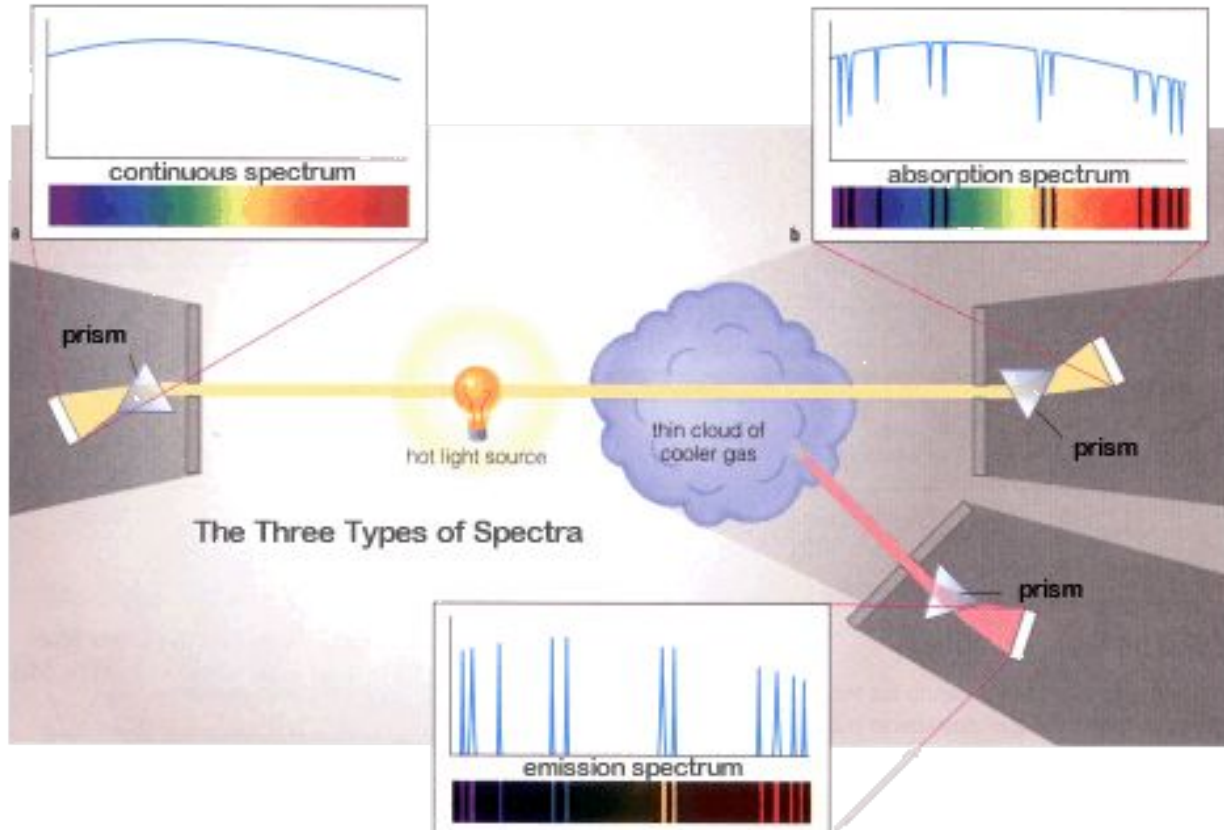 continuous spectrum
absorption spectrum
a
b
prism
hot light source
thin cloud of
cooler gas
prism
The Three Types of Spectra
prism
emission spectrum